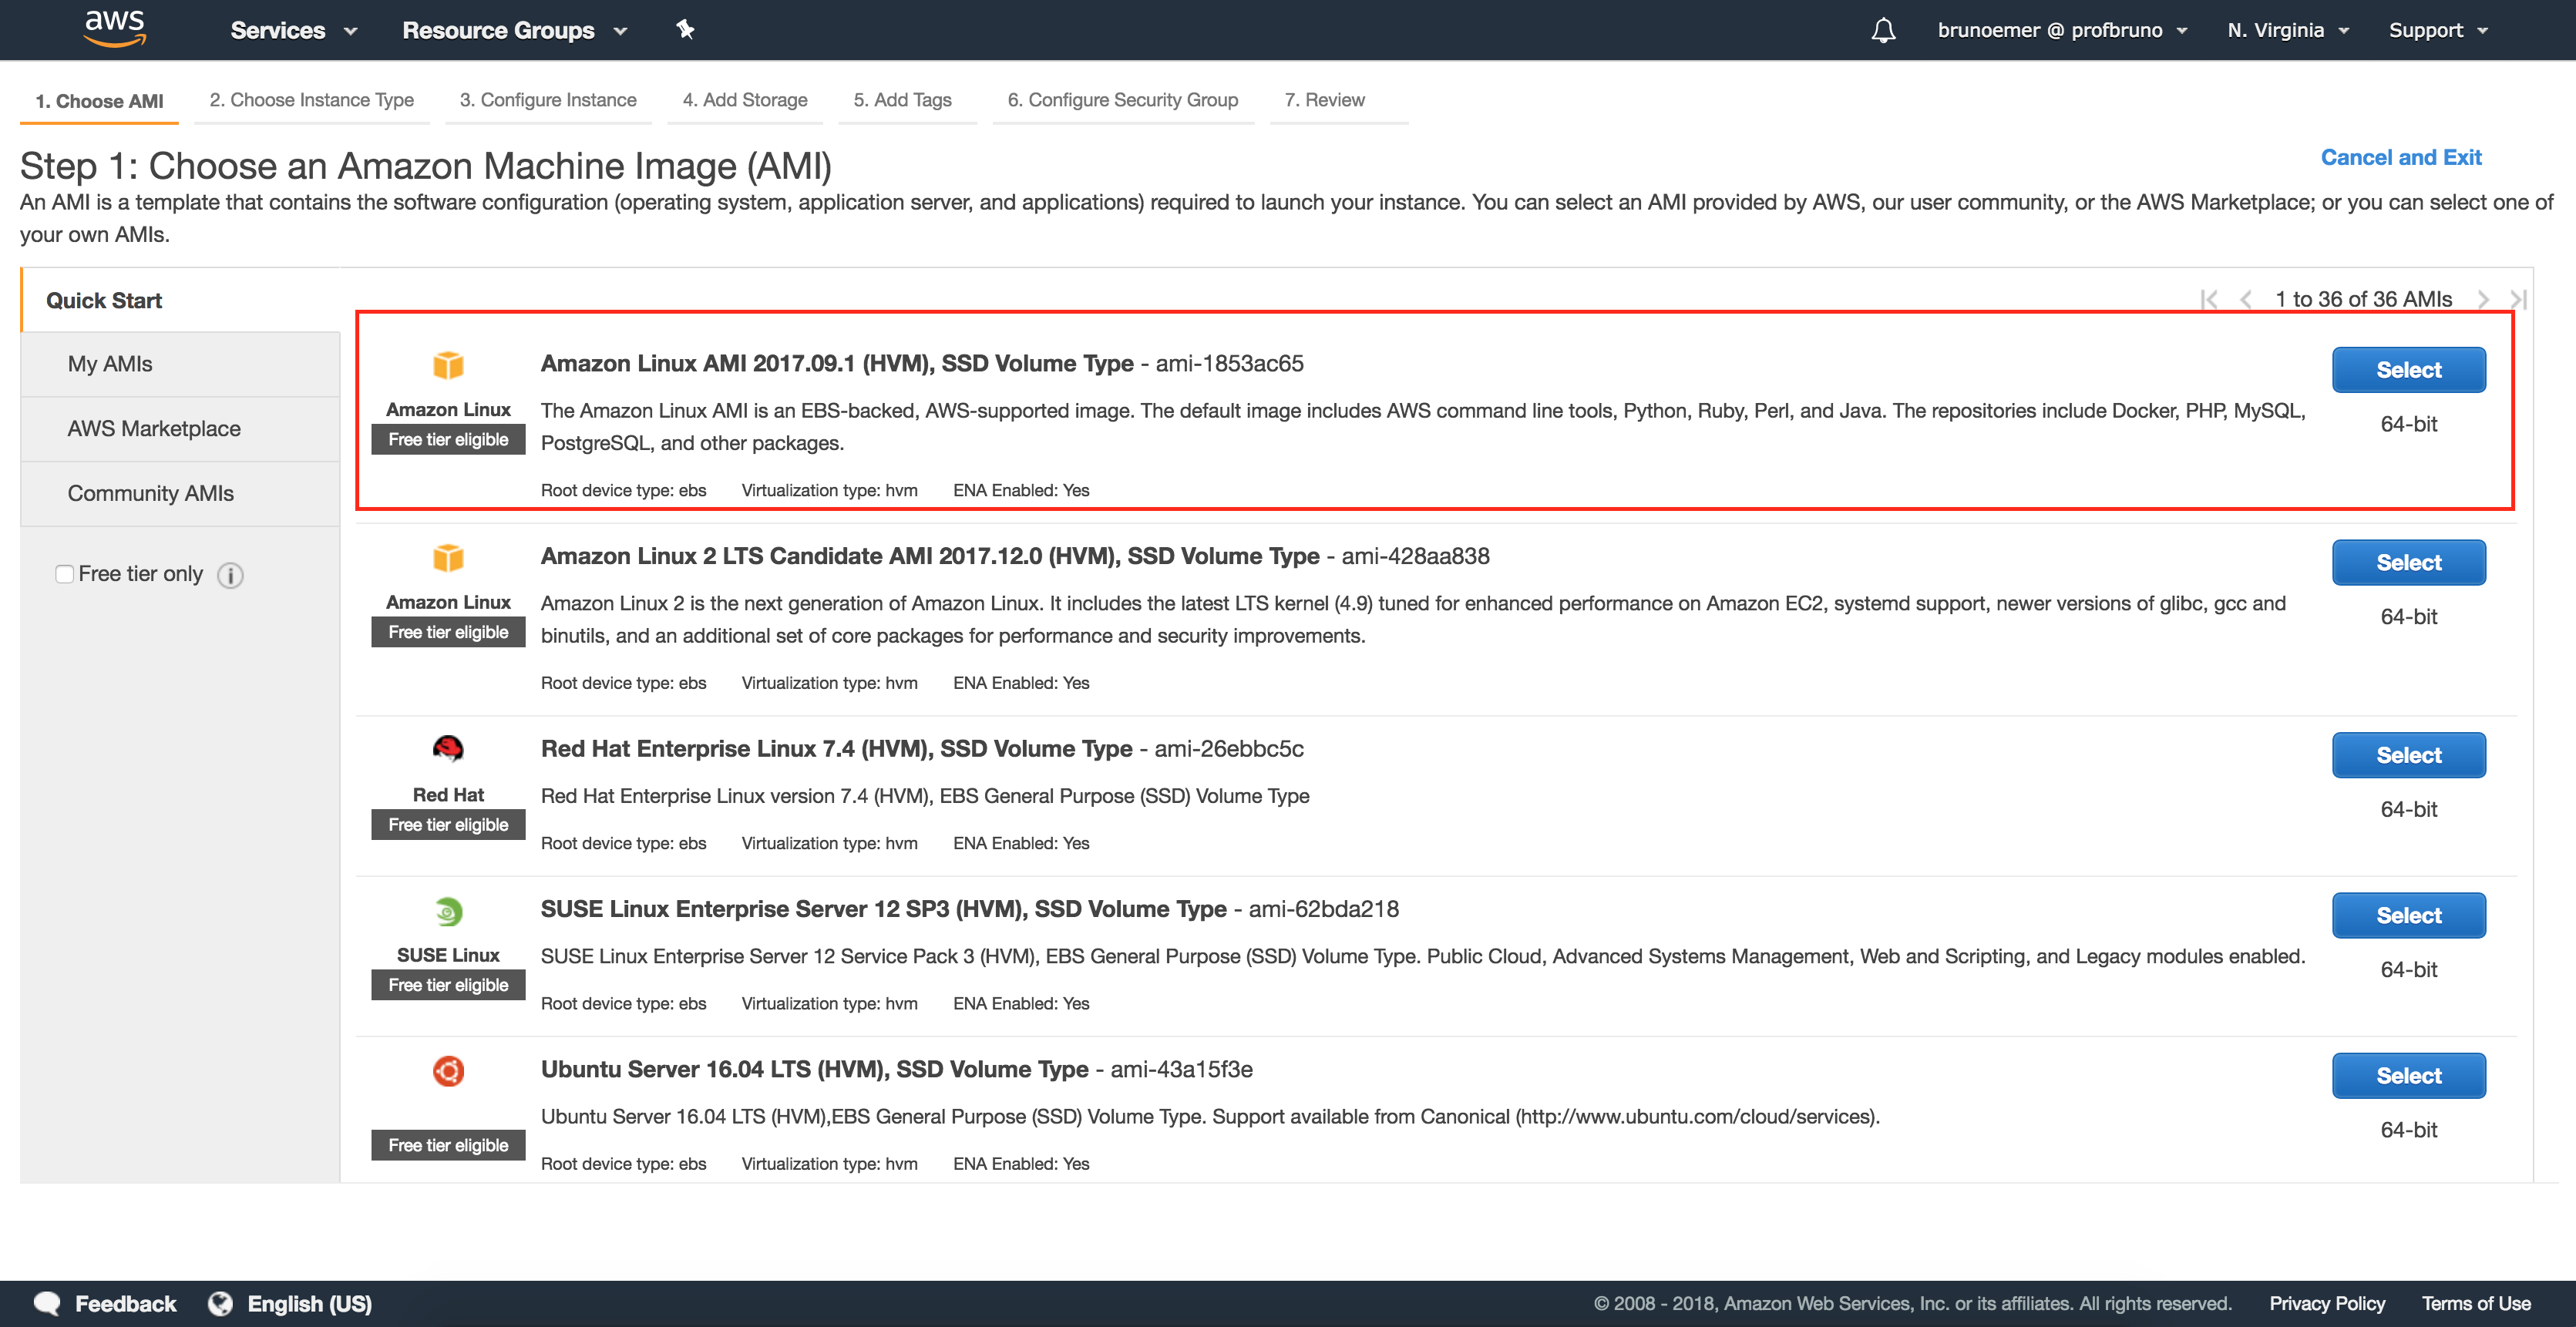 aws Services Resource Groups brunoemer @ profbruno N. Virginia Support
1. Choose AMI 2. Choose Instance Type 3. Configure Instance 4. Add Storage 5. Add Tags 6. Configure Security Group 7. Review
Step 1: Choose an Amazon Machine Image (AMI)
Cancel and Exit
An AMI is a template that contains the software configuration (operating system, application server, and applications) required to launch your instance. You can select an AMI provided by AWS, our user community, or the AWS Marketplace; or you can select one of
your own AMIs.
Quick Start
My AMIs
AWS Marketplace
Community AMIs
Free tier only i
1 to 36 of 36 AMIs
Amazon Linux
Free tier eligible
Amazon Linux AMI 2017.09.1 (HVM), SSD Volume Type - ami-1853ac65
The Amazon Linux AMI is an EBS-backed, AWS-supported image. The default image includes AWS command line tools, Python, Ruby, Perl, and Java. The repositories include Docker, PHP, MySQL,
PostgreSQL, and other packages.
Root device type: ebs Virtualization type: hvm ENA Enabled: Yes
Select
64-bit
Amazon Linux
Free tier eligible
Amazon Linux 2 LTS Candidate AMI 2017.12.0 (HVM), SSD Volume Type - ami-428aa838
Amazon Linux 2 is the next generation of Amazon Linux. It includes the latest LTS kernel (4.9) tuned for enhanced performance on Amazon EC2, systemd support, newer versions of glibc, gcc and
binutils, and an additional set of core packages for performance and security improvements.
Root device type: ebs Virtualization type: hvm ENA Enabled: Yes
Select
64-bit
Red Hat
Free tier eligible
Red Hat Enterprise Linux 7.4 (HVM), SSD Volume Type - ami-26ebbc5c
Red Hat Enterprise Linux version 7.4 (HVM), EBS General Purpose (SSD) Volume Type
Root device type: ebs Virtualization type: hvm ENA Enabled: Yes
Select
64-bit
SUSE Linux
Free tier eligible
SUSE Linux Enterprise Server 12 SP3 (HVM), SSD Volume Type - ami-62bda218
SUSE Linux Enterprise Server 12 Service Pack 3 (HVM), EBS General Purpose (SSD) Volume Type. Public Cloud, Advanced Systems Management, Web and Scripting, and Legacy modules enabled.
Root device type: ebs Virtualization type: hvm ENA Enabled: Yes
Select
64-bit
Free tier eligible
Ubuntu Server 16.04 LTS (HVM), SSD Volume Type - ami-43a15f3e
Ubuntu Server 16.04 LTS (HVM),EBS General Purpose (SSD) Volume Type. Support available from Canonical (http://www.ubuntu.com/cloud/services).
Root device type: ebs Virtualization type: hvm ENA Enabled: Yes
Select
64-bit
Feedback English (US) © 2008 - 2018, Amazon Web Services, Inc. or its affiliates. All rights reserved. Privacy Policy Terms of Use